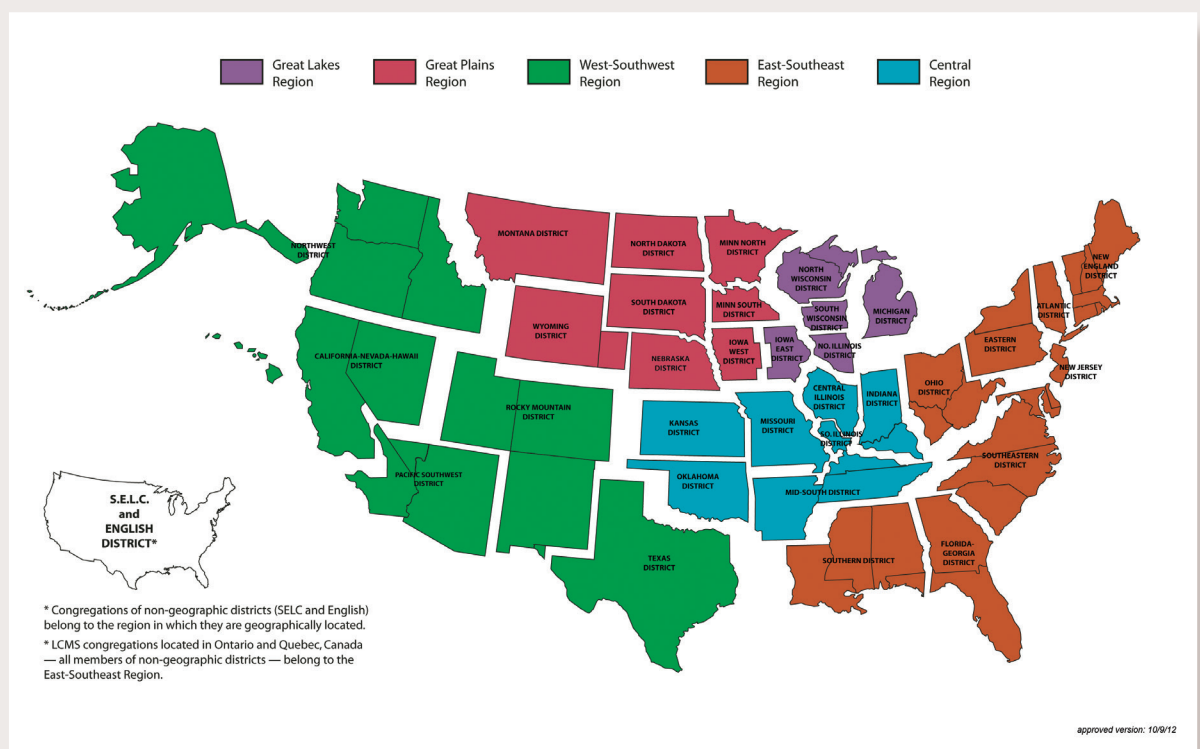 Great Lakes
Region
Great Plains
Region
West-Southwest
Region
East-Southeast
Region
Central
Region
NORTHWEST
DISTRICT
MONTANA DISTRICT
NORTH DAKOTA
DISTRICT
MINN NORTH
DISTRICT
NORTH
WISCONSIN
DISTRICT
NEW
ENGLAND
DISTRICT
SOUTH DAKOTA
DISTRICT
MINN SOUTH
DISTRICT
SOUTH
WISCONSIN
DISTRICT
MICHIGAN
DISTRICT
ATLANTIC
DISTRICT
WYOMING
DISTRICT
IOWA
WEST
DISTRICT
IOWA
EAST
DISTRICT
NO. ILLINOIS
DISTRICT
EASTERN
DISTRICT
CALIFORNIA-NEVADA-HAWAII
DISTRICT
NEBRASKA
DISTRICT
NEW JERSEY
DISTRICT
OHIO
DISTRICT
ROCKY MOUNTAIN
DISTRICT
CENTRAL
ILLINOIS
DISTRICT
INDIANA
DISTRICT
KANSAS
DISTRICT
MISSOURI
DISTRICT
SO. ILLINOIS
DISTRICT
SOUTHEASTERN
DISTRICT
PACIFIC SOUTHWEST
DISTRICT
OKLAHOMA
DISTRICT
MID-SOUTH DISTRICT
S.E.L.C.
and
ENGLISH
DISTRICT*
TEXAS
DISTRICT
SOUTHERN DISTRICT
FLORIDA-
GEORGIA
DISTRICT
* Congregations of non-geographic districts (SELC and English)
belong to the region in which they are geographically located.
* LCMS congregations located in Ontario and Quebec, Canada
— all members of non-geographic districts — belong to the
East-Southeast Region.
approved version: 10/9/12